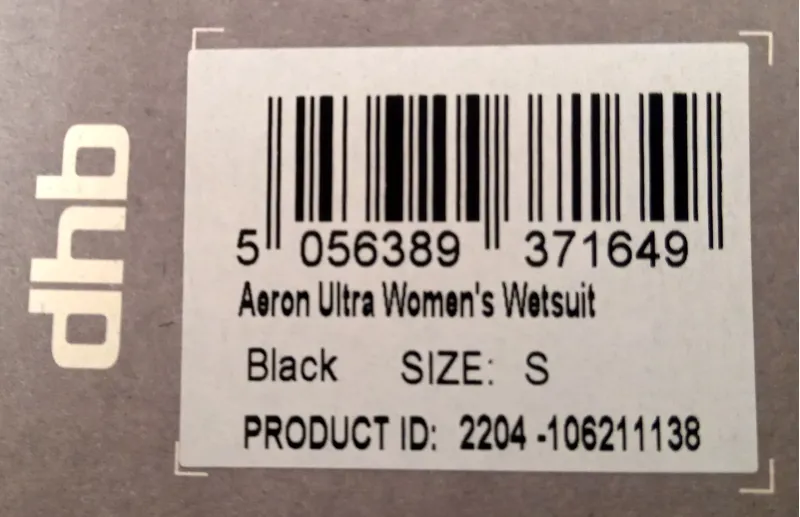 dhb
5 056389 371649
Aeron Ultra Women's Wetsuit
Black SIZE: S
PRODUCT ID: 2204 -106211138